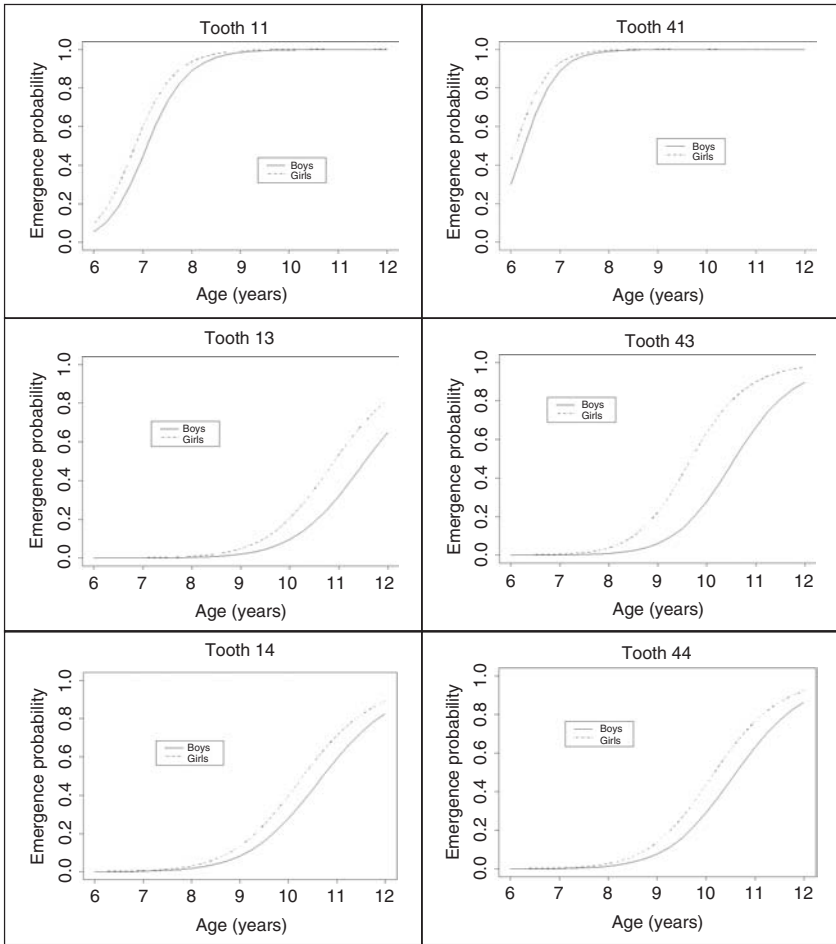 Tooth 11
Emergence probability
1.0
0.8
0.6
0.4
0.2
0.0
Boys
Girls
6 7 8 9 10 11 12
Age (years)
Tooth 41
Emergence probability
1.0
0.8
0.6
0.4
0.2
0.0
Boys
Girls
6 7 8 9 10 11 12
Age (years)
Tooth 13
Emergence probability
1.0
0.8
0.6
0.4
0.2
0.0
Boys
Girls
6 7 8 9 10 11 12
Age (years)
Tooth 43
Emergence probability
1.0
0.8
0.6
0.4
0.2
0.0
Boys
Girls
6 7 8 9 10 11 12
Age (years)
Tooth 14
Emergence probability
1.0
0.8
0.6
0.4
0.2
0.0
Boys
Girls
6 7 8 9 10 11 12
Age (years)
Tooth 44
Emergence probability
1.0
0.8
0.6
0.4
0.2
0.0
Boys
Girls
6 7 8 9 10 11 12
Age (years)